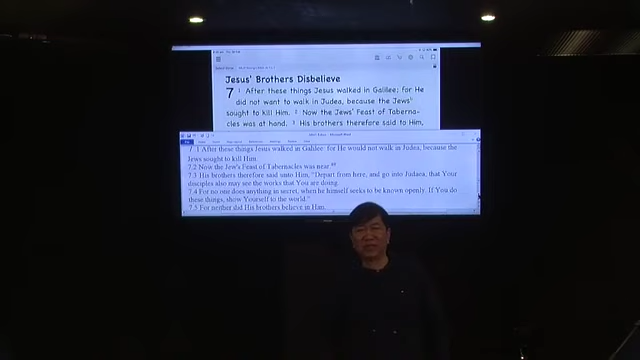 Jesus' Brothers Disbelieve
7 1 After these things Jesus walked in Galilee; for He
did not want to walk in Judea, because the Jews
sought to kill Him. 2 Now the Jews' Feast of Taberna-
cles was at hand. 3 His brothers therefore said to Him,
7.1 After these things Jesus walked in Galilee for He would not walk in Judea, because the
Jews sought to kill Him.
7.2 Now the Jew's Feast of Tabernacles was near.
7.3 His brothers therefore said unto Him, "Depart from here, and go into Judaea, that Your
disciples also may see the works that You are doing.
7.4 For no one does anything in secret, when he himself seeks to be known openly. If You do
these things, show Yourself to the world"
7.5 For neither did His brothers believe in Him.